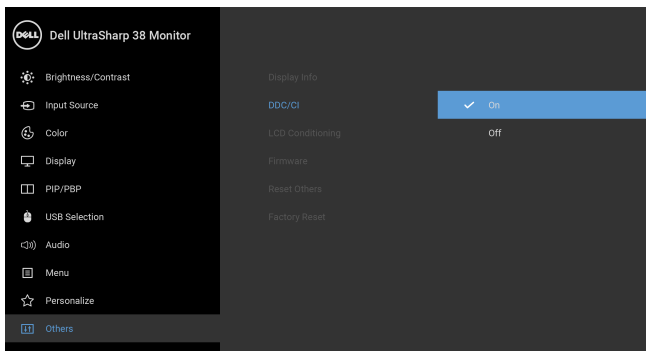 DELL Dell UltraSharp 38 Monitor
Brightness/Contrast
Input Source
Color
Display
PIP/PBP
USB Selection
Audio
Menu
Personalize
Others
Display Info
DDC/CI
LCD Conditioning
Firmware
Reset Others
Factory Reset
On
Off